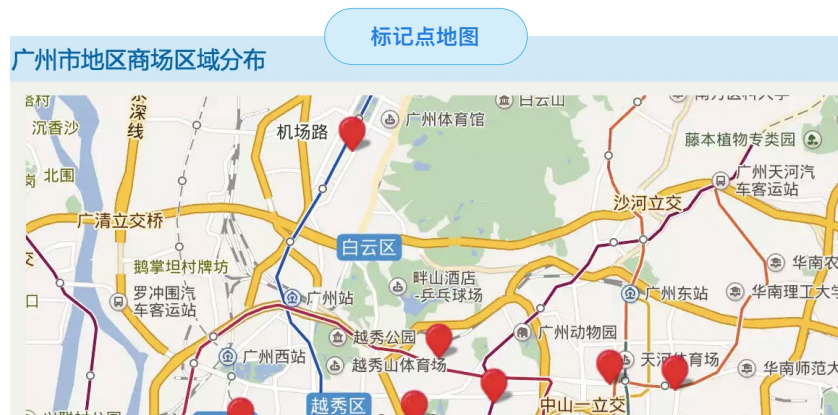 标记点地图
广州市地区商场区域分布
白云山
沉香沙
机场路
广州体育馆
藤本植物专类园
北围
岗
广州天河汽
车客运站
沙河立交
广清立交桥
白云区
鹅掌坦村牌坊
畔山酒店
-乒乓球场
华南农
口
罗冲围汽
车客运站
广州站
广州东站
华南理工大学
越秀公园
广州动物园
广州西站
越秀山体育场
天河体育场
华南师范大
越秀区
中山一立交